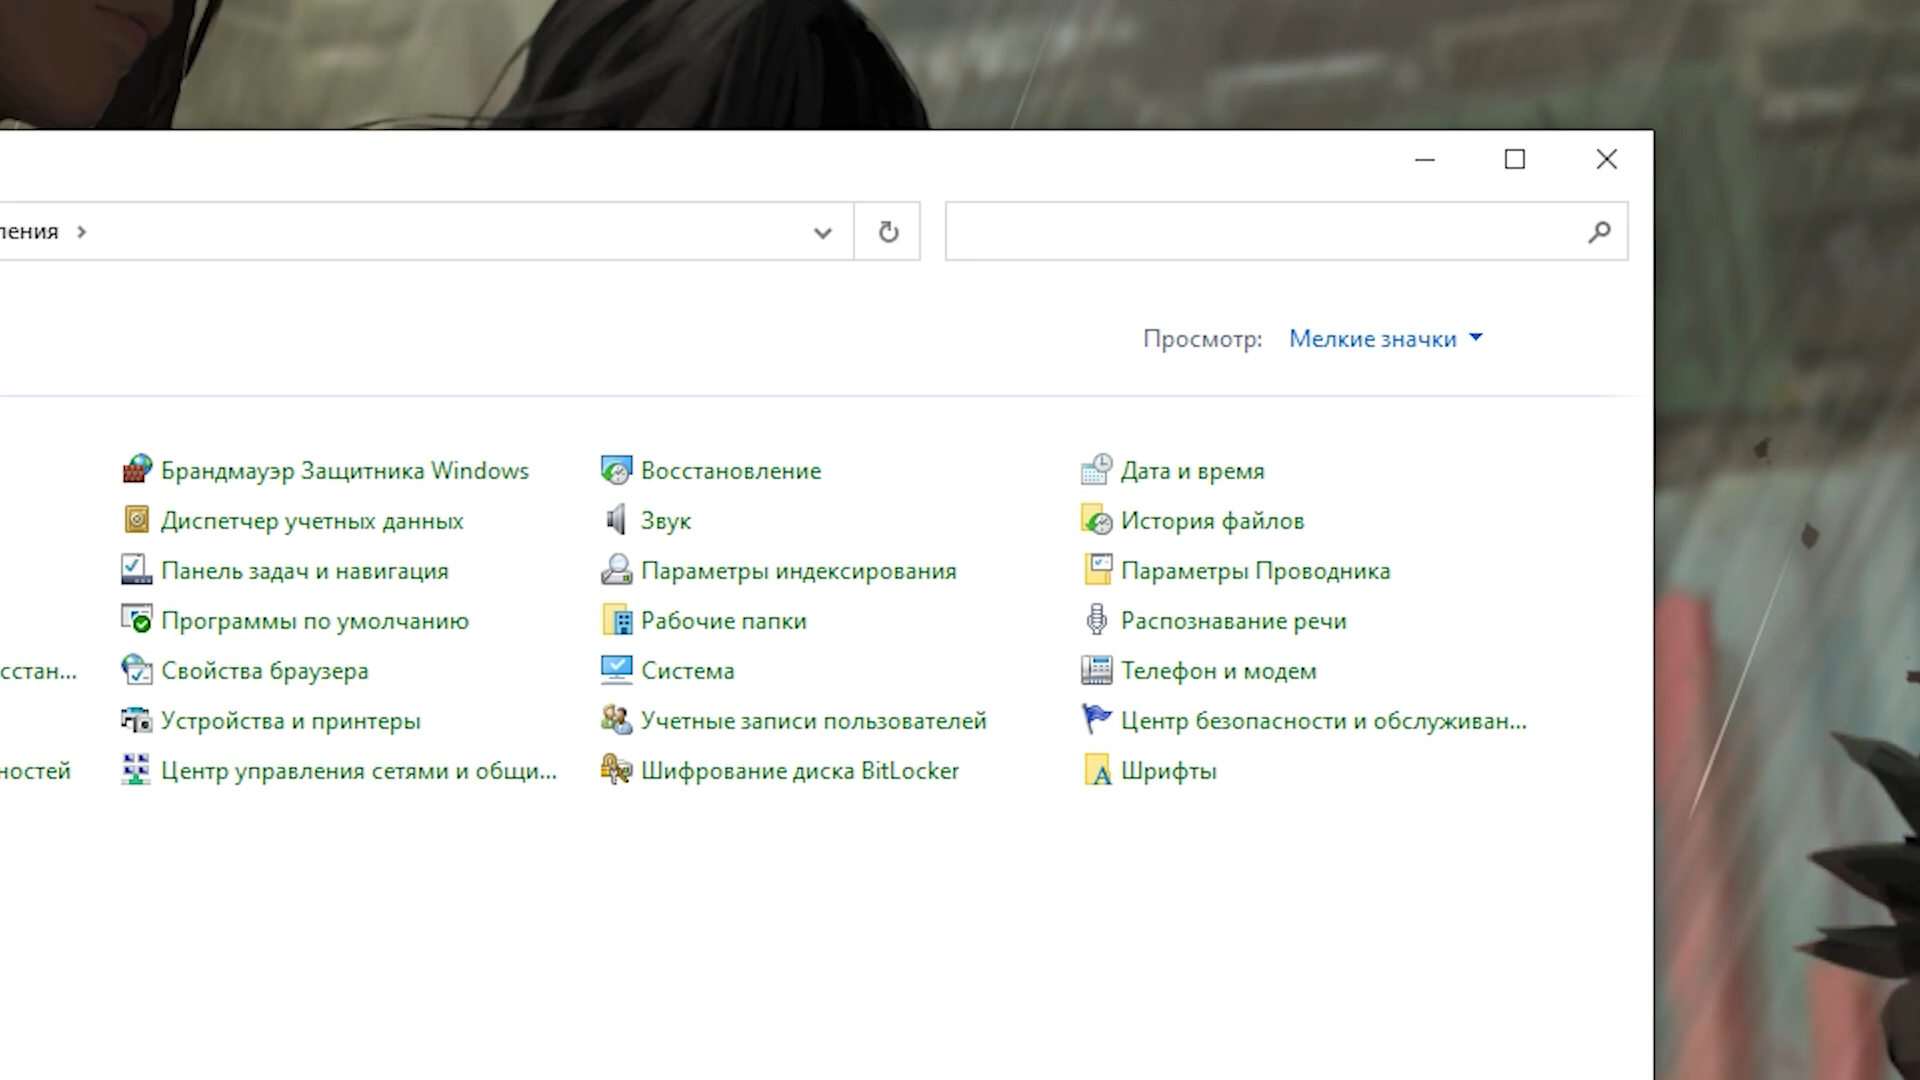 ления
Просмотр: Мелкие значки
Брандмауэр Защитника Windows
Восстановление
Дата и время
Диспетчер учетных данных
Звук
История файлов
Панель задач и навигация
Параметры индексирования
Параметры Проводника
Программы по умолчанию
Рабочие папки
Распознавание речи
сстан...
Свойства браузера
Система
Телефон и модем
Устройства и принтеры
Учетные записи пользователей
Центр безопасности и обслуживан...
ностей
Центр управления сетями и общи...
Шифрование диска BitLocker
Шрифты